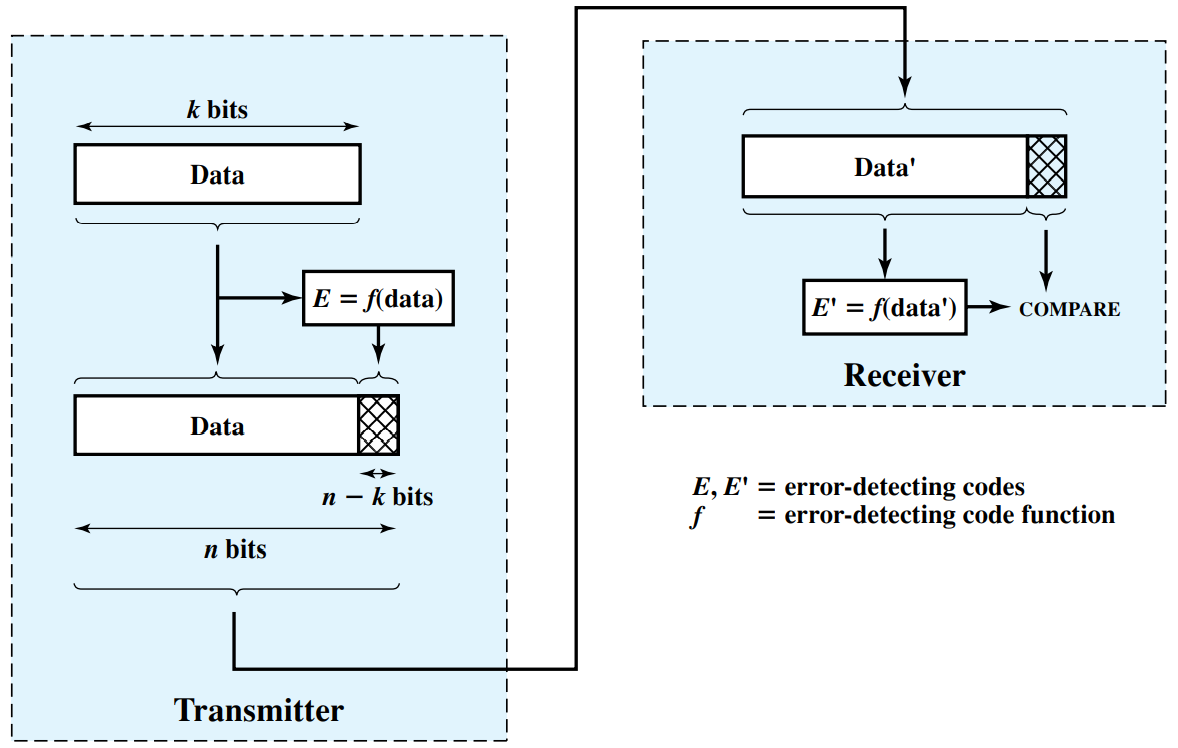 k bits
Data
E = f(data)
Data
n − k bits
n bits
Transmitter
Data'
E' = f(data')
COMPARE
Receiver
E, E' = error-detecting codes
f = error-detecting code function